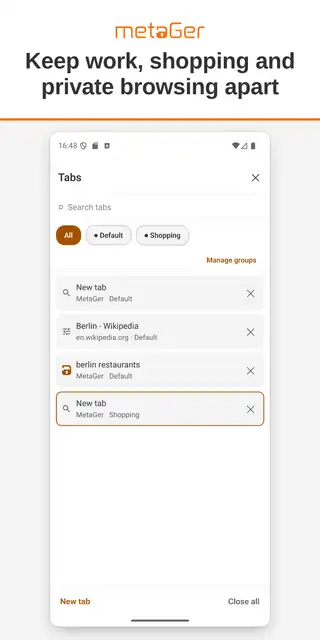 metaGer
Keep work, shopping and
private browsing apart
16:48
Tabs
Search tabs
All
• Default
• Shopping
Manage groups
New tab
MetaGer · Default
Berlin - Wikipedia
en.wikipedia.org · Default
berlin restaurants
MetaGer · Default
New tab
MetaGer · Shopping
New tab
Close all